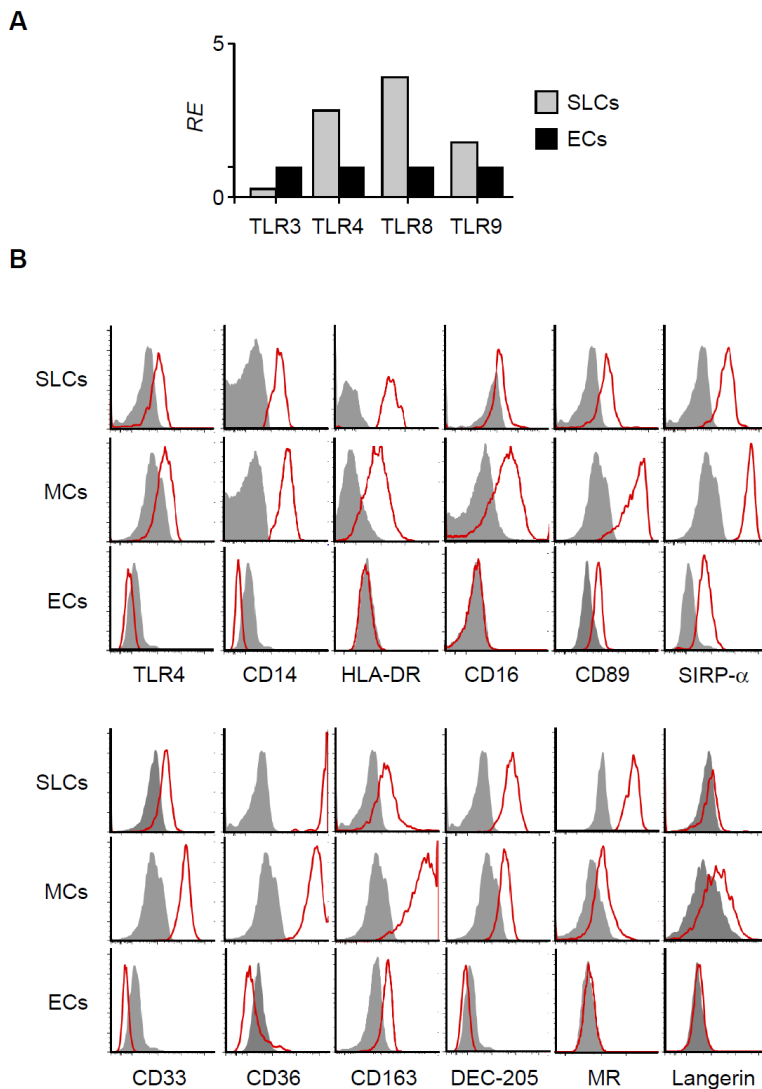 A
5
RE
SLCs
ECs
0
TLR3 TLR4 TLR8 TLR9
B
SLCs
MCs
ECs
TLR4 CD14 HLA-DR CD16 CD89 SIRP-α
SLCs
MCs
ECs
CD33 CD36 CD163 DEC-205 MR Langerin